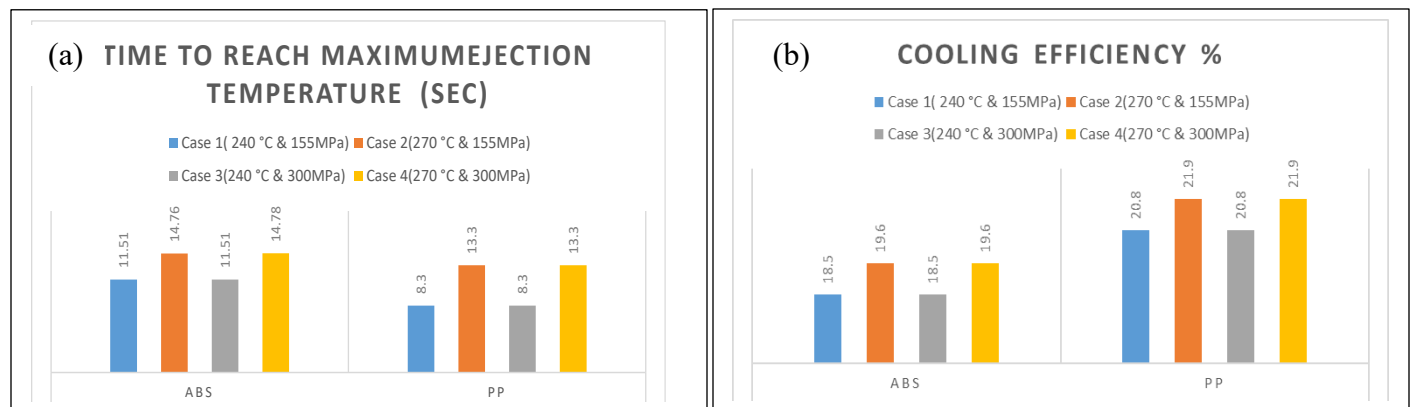 (a) TIME TO REACH MAXIMUMEJECTION
TEMPERATURE (SEC)
Case 1( 240 °C & 155MPa) Case 2(270 °C & 155MPa)
Case 3(240 °C & 300MPa) Case 4(270 °C & 300MPa)
11.51 14.76 11.51 14.78 8.3 13.3 8.3 13.3
ABS PP
(b) COOLING EFFICIENCY %
Case 1( 240 °C & 155MPa) Case 2(270 °C & 155MPa)
Case 3(240 °C & 300MPa) Case 4(270 °C & 300MPa)
18.5 19.6 18.5 19.6 20.8 21.9 20.8 21.9
ABS PP